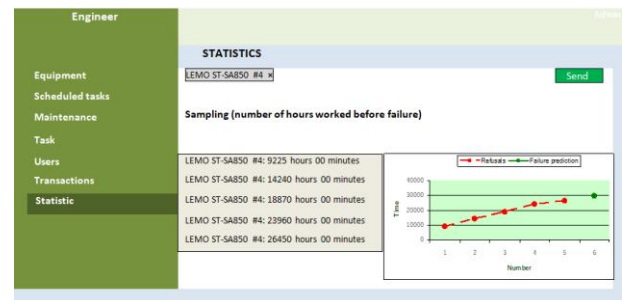 Engineer
STATISTICS
Equipment
Scheduled tasks
Maintenance
Task
Users
Transactions
Statistic
LEMO ST-SA850 #4 ×
Send
Sampling (number of hours worked before failure)
LEMO ST-SA850 #4: 9225 hours 00 minutes
LEMO ST-SA850 #4: 14240 hours 00 minutes
LEMO ST-SA850 #4: 18870 hours 00 minutes
LEMO ST-SA850 #4: 23960 hours 00 minutes
LEMO ST-SA850 #4: 26450 hours 00 minutes
Refusals
Failure prediction
Time
40000
30000
20000
10000
0
1 2 3 4 5 6
Number